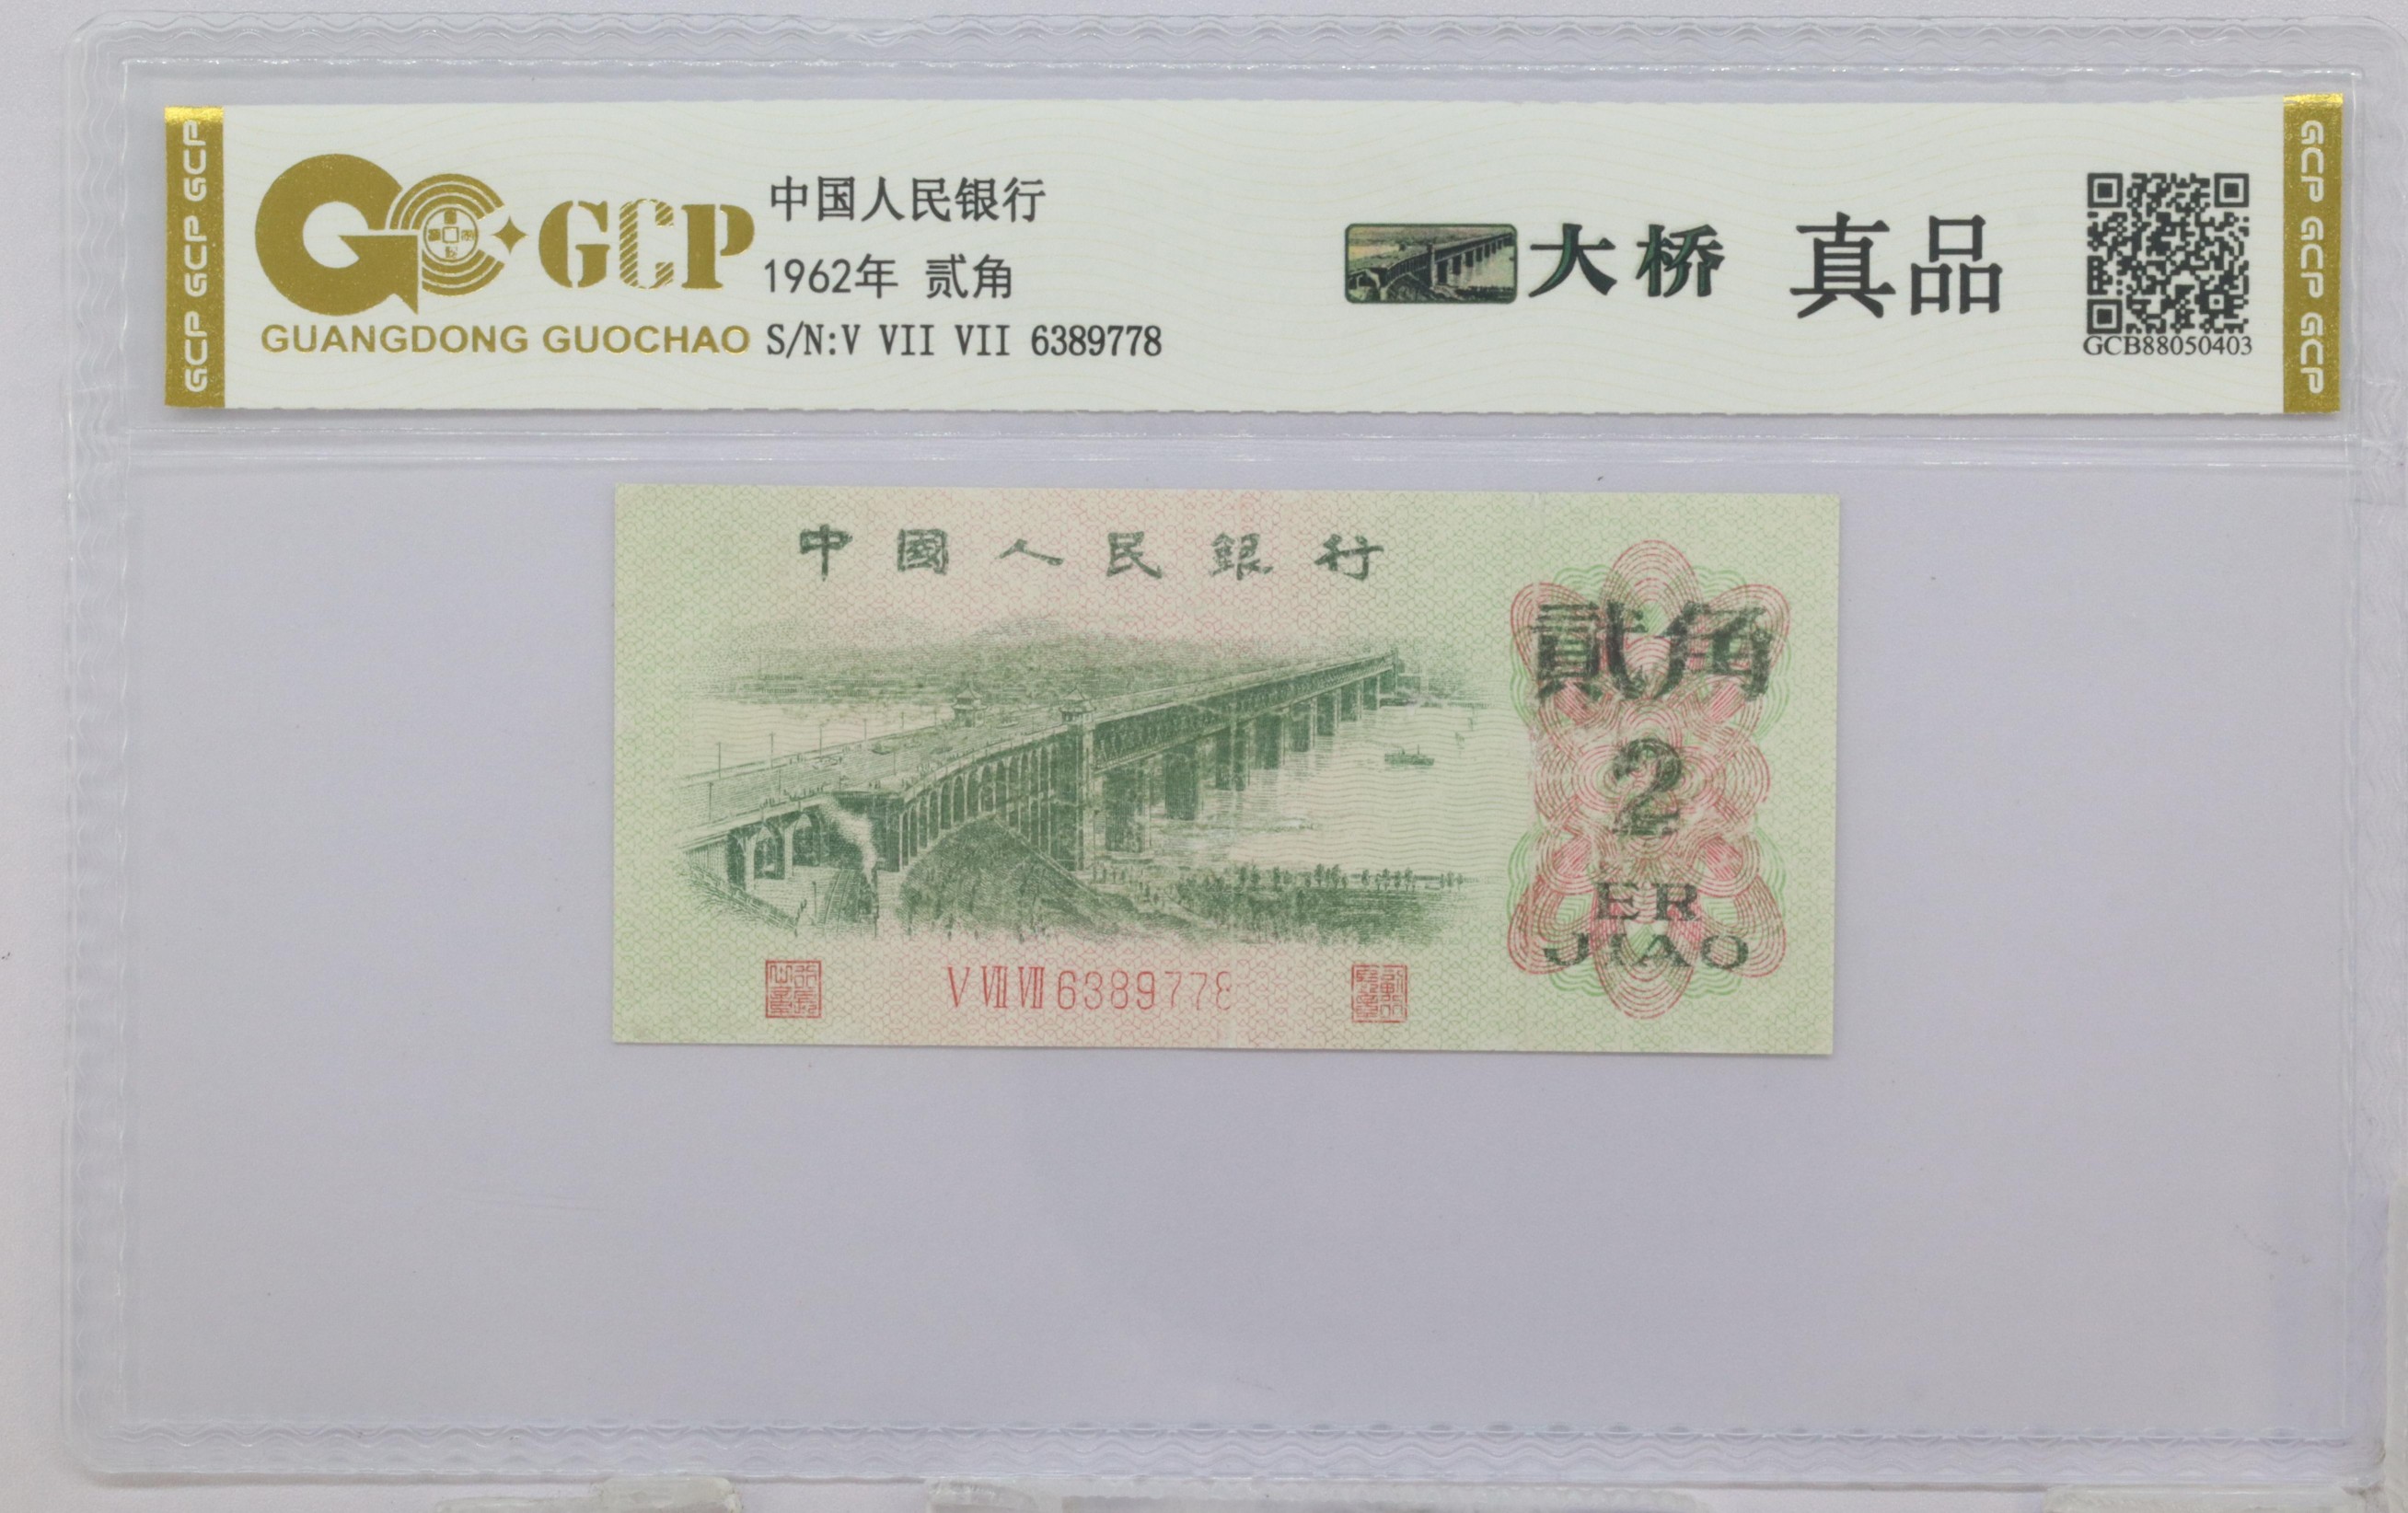 GCP GCP GCP
GCP
GUANGDONG GUOCHAO
中国人民银行
1962年 贰角
S/N:V VII VII 6389778
大桥 真品
GCB88050403
GCP GCP GCP
中國人民銀行
貳角
2
ER
JIAO
V VII VII 6389778